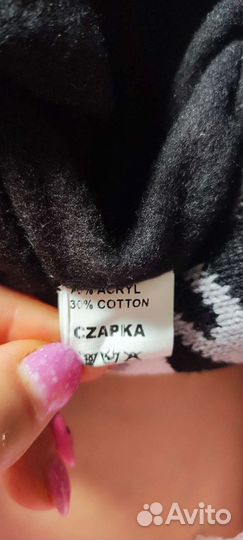 % ACRYL
30% COTTON
CZAPKA
Avito